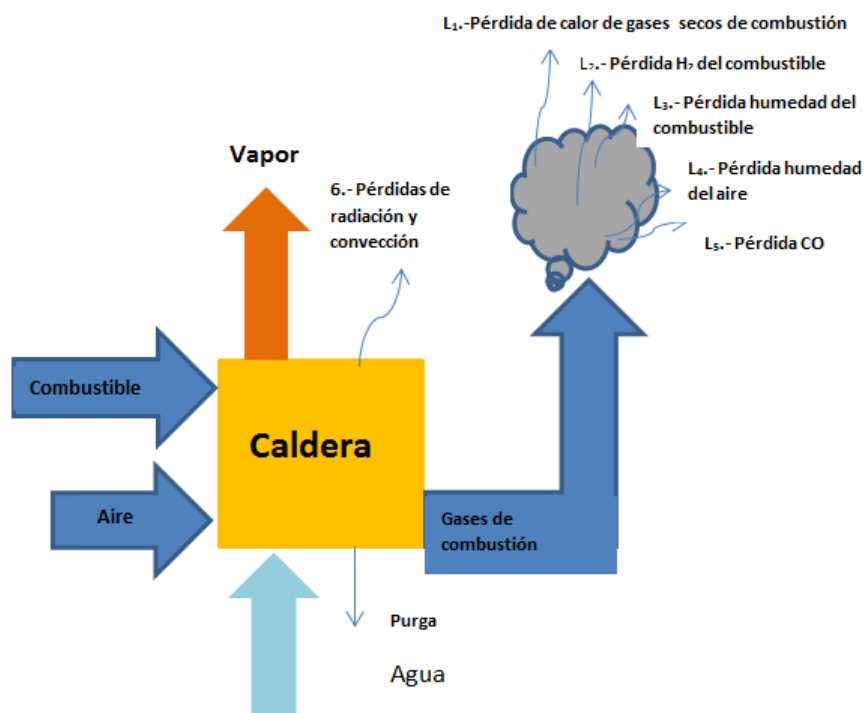 L₁.-Pérdida de calor de gases secos de combustión
L₂.- Pérdida H₂ del combustible
L₃.- Pérdida humedad del
combustible
L₄.- Pérdida humedad
del aire
L₅.- Pérdida CO
Vapor
6.- Pérdidas de
radiación y
convección
Combustible
Caldera
Aire
Gases de
combustión
Purga
Agua